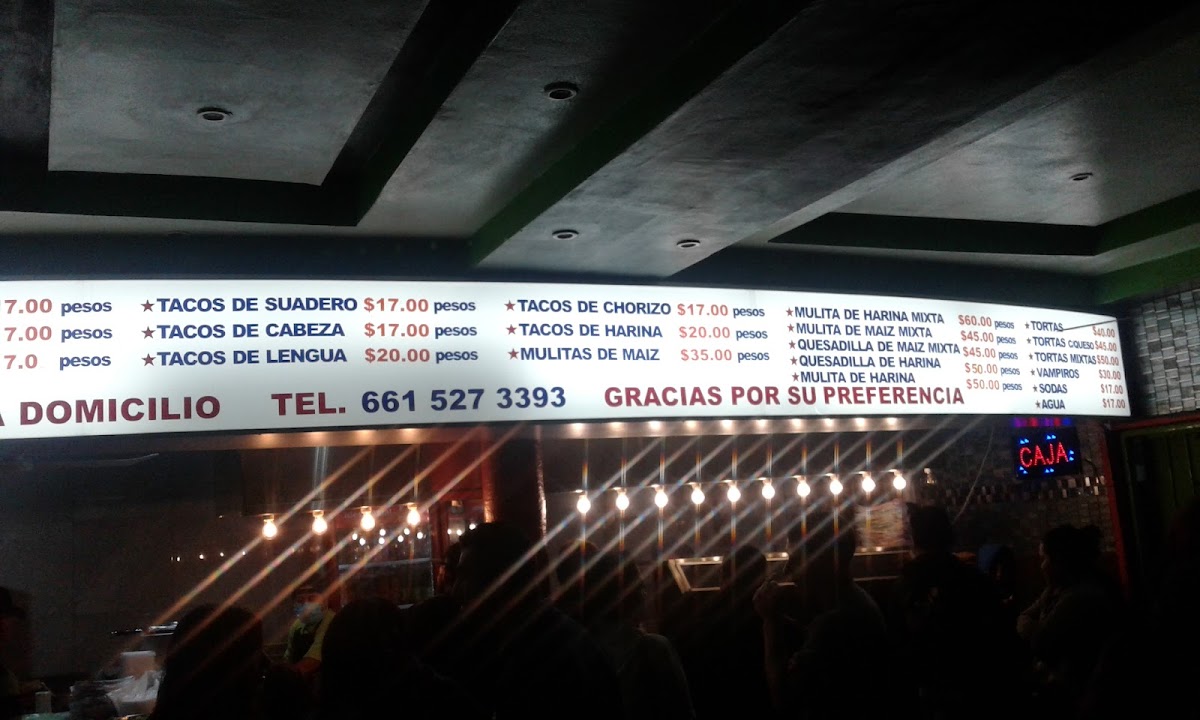 7.00 pesos
7.00 pesos
7.0 pesos
★TACOS DE SUADERO $17.00 pesos
★TACOS DE CABEZA $17.00 pesos
★TACOS DE LENGUA $20.00 pesos
★TACOS DE CHORIZO $17.00 pesos
★TACOS DE HARINA $20.00 pesos
★MULITAS DE MAIZ $35.00 pesos
★MULITA DE HARINA MIXTA $60.00 pesos
★MULITA DE MAIZ MIXTA $45.00 pesos
★QUESADILLA DE MAIZ MIXTA $45.00 pesos
★QUESADILLA DE HARINA $50.00 pesos
★MULITA DE HARINA $50.00 pesos
★TORTAS $40.00
★TORTAS C.QUESO $45.00
★TORTAS MIXTAS $50.00
★VAMPIROS $30.00
★SODAS $17.00
★AGUA $17.00
A DOMICILIO TEL. 661 527 3393 GRACIAS POR SU PREFERENCIA
CAJA